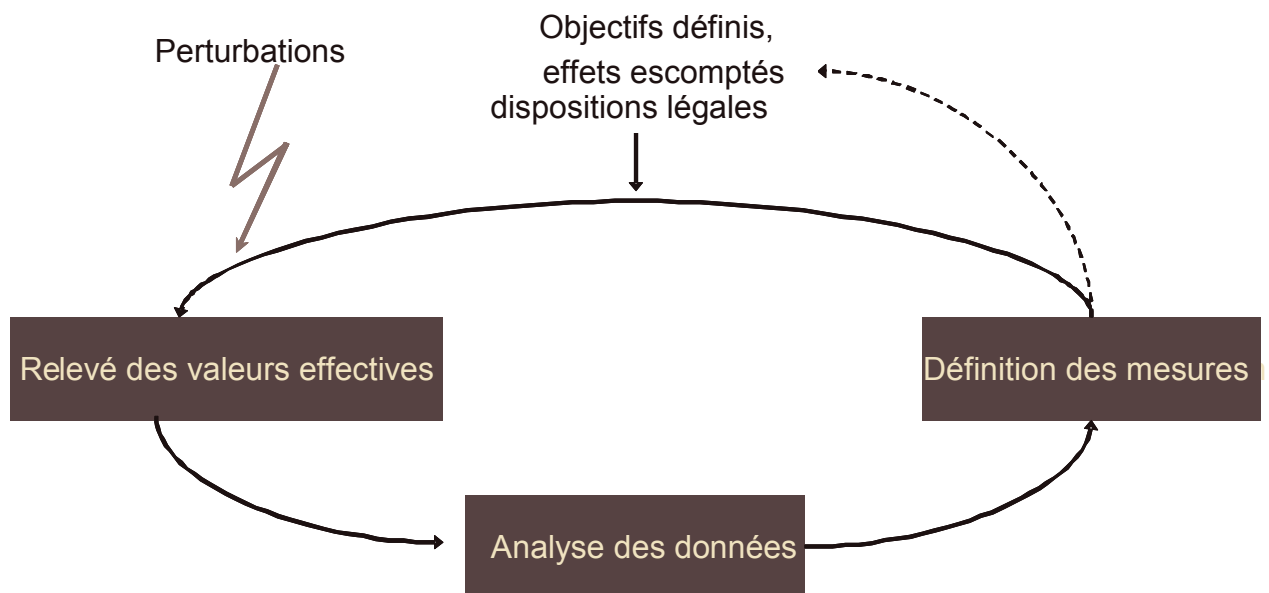 Perturbations
Objectifs définis,
effets escomptés
dispositions légales
Relevé des valeurs effectives
Définition des mesures
Analyse des données